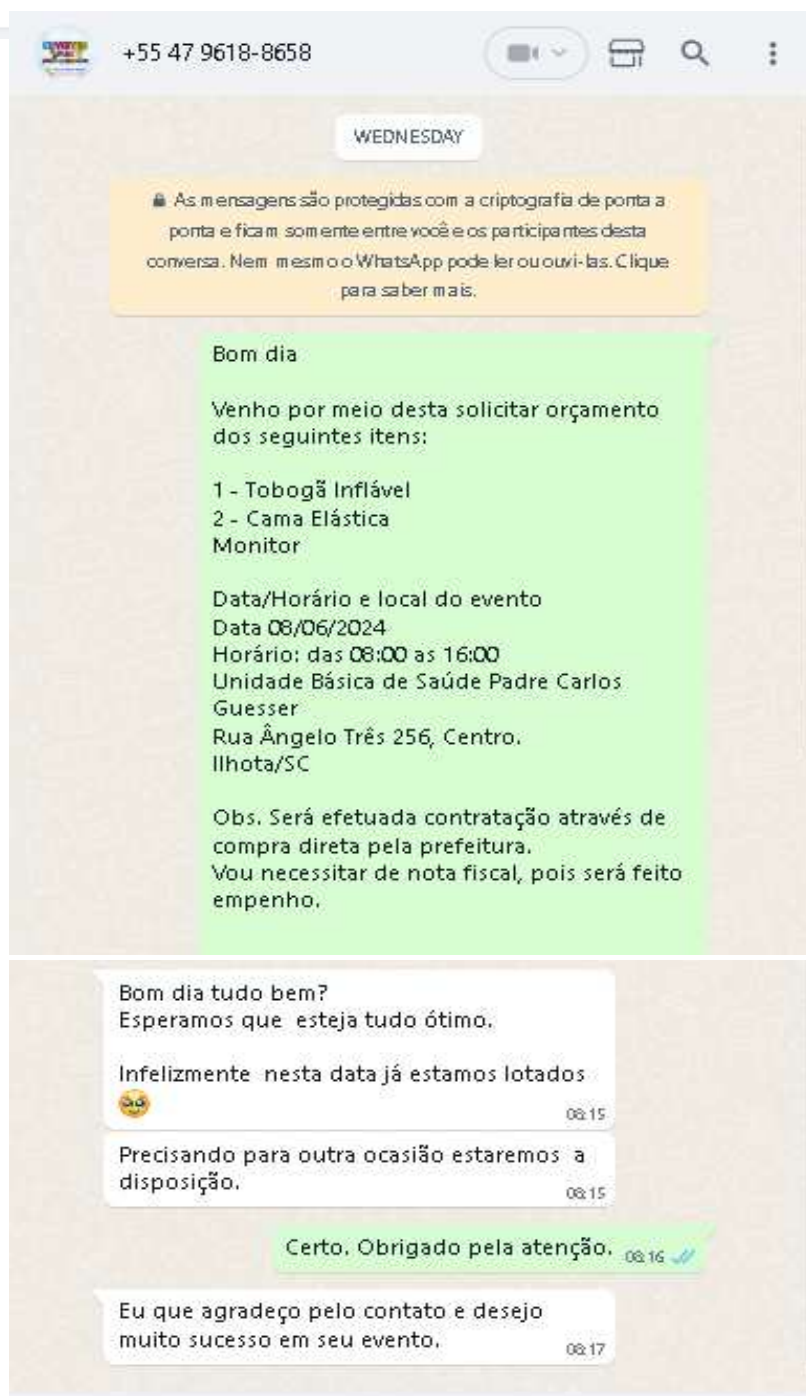 +55 47 9618-8658
WEDNESDAY
As mensagens são protegidas com a criptografia de ponta a
ponta e ficam somente entre você e os participantes desta
conversa. Nem mesmo o WhatsApp pode ler ou ouvi-las. Clique
para saber mais.
Bom dia
Venho por meio desta solicitar orçamento
dos seguintes itens:
1 - Tobogã Inflável
2 - Cama Elástica
Monitor
Data/Horário e local do evento
Data 08/06/2024
Horário: das 08:00 as 16:00
Unidade Básica de Saúde Padre Carlos
Guesser
Rua Ângelo Três 256, Centro.
Ilhota/SC
Obs. Será efetuada contratação através de
compra direta pela prefeitura.
Vou necessitar de nota fiscal, pois será feito
empenho.
Bom dia tudo bem?
Esperamos que esteja tudo ótimo.
Infelizmente nesta data já estamos lotados
08:15
Precisando para outra ocasião estaremos a
disposição.
08:15
Certo. Obrigado pela atenção. 08:16
Eu que agradeço pelo contato e desejo
muito sucesso em seu evento.
08:17